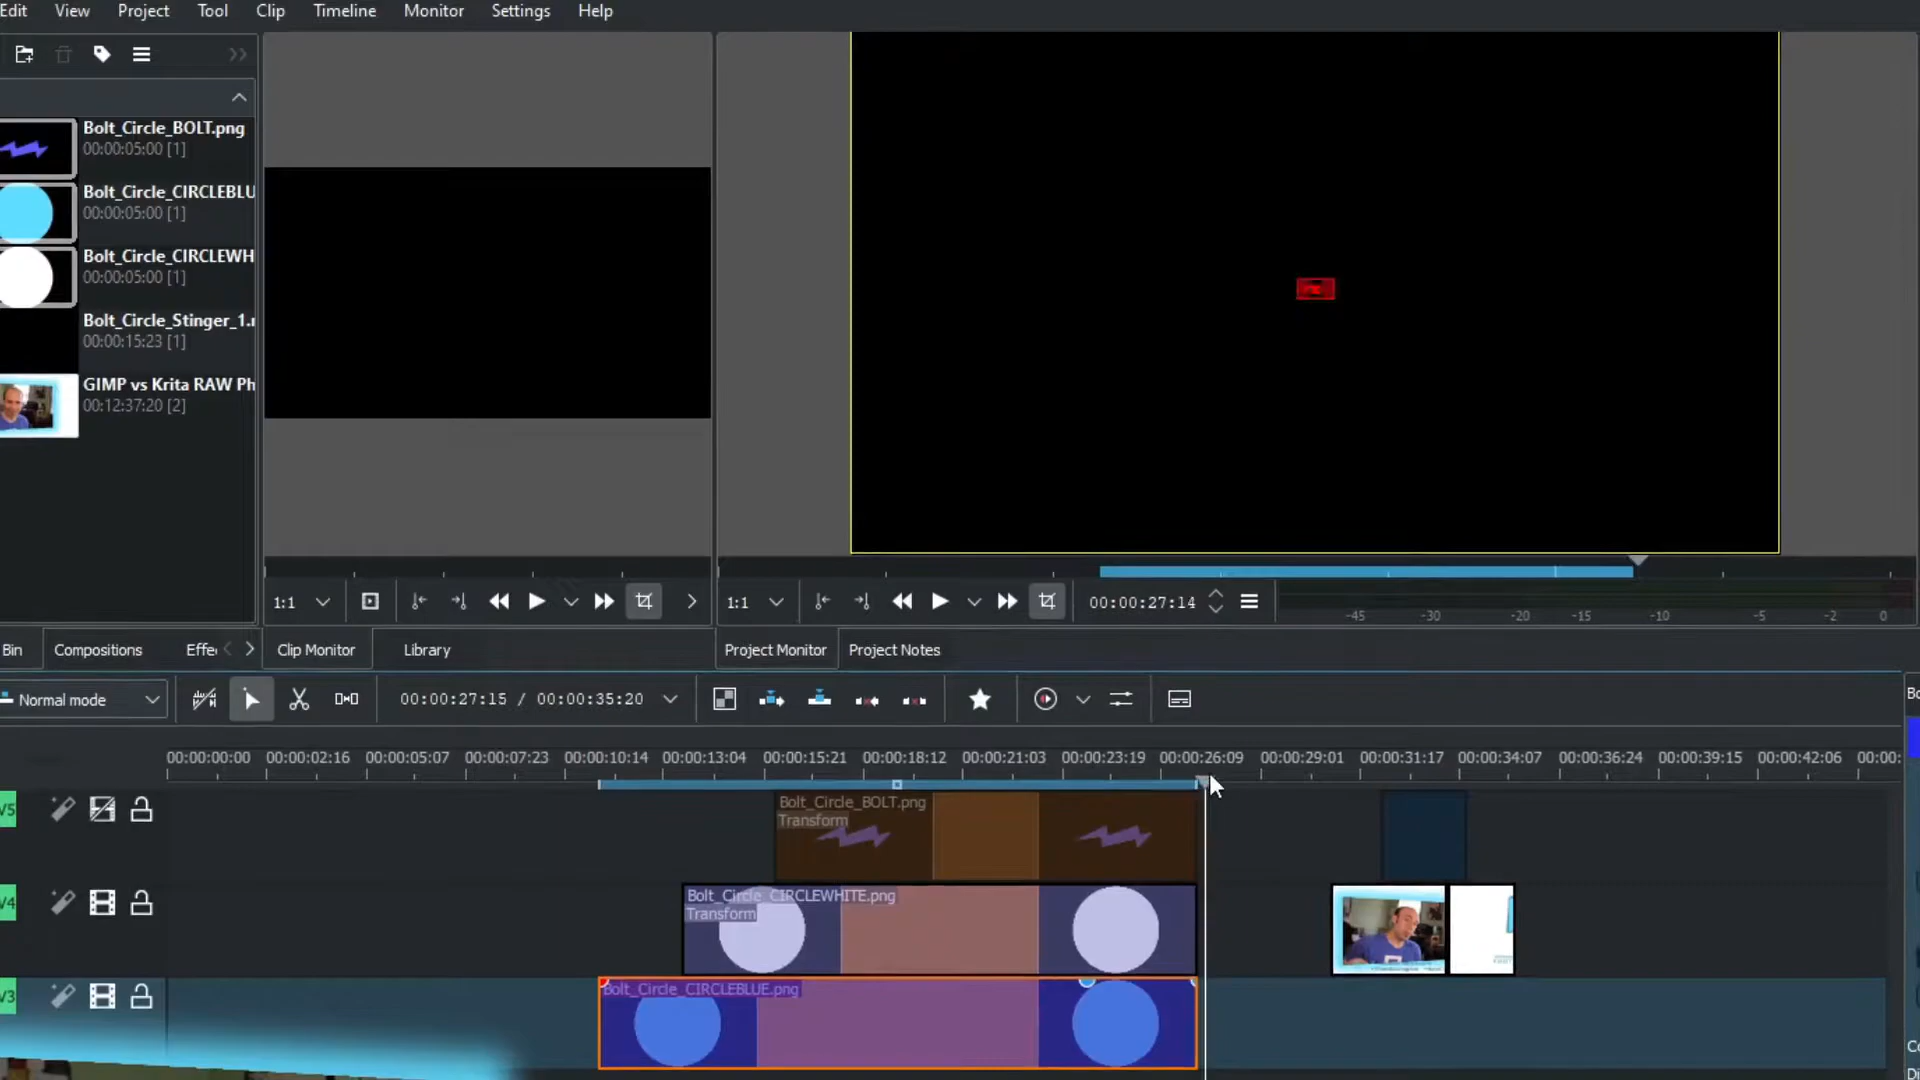 Edit View Project Tool Clip Timeline Monitor Settings Help
Bolt_Circle_BOLT.png
00:00:05:00 [1]
Bolt_Circle_CIRCLEBLU
00:00:05:00 [1]
Bolt_Circle_CIRCLEWH
00:00:05:00 [1]
Bolt_Circle_Stinger_1.r
00:00:15:23 [1]
GIMP vs Krita RAW Ph
00:12:37:20 [2]
1:1
1:1
00:00:27:14
-45 -30 -20 -15 -10 -5 -2 0
Bin Compositions Effe Clip Monitor Library Project Monitor Project Notes
Normal mode 00:00:27:15 / 00:00:35:20
00:00:00:00 00:00:02:16 00:00:05:07 00:00:07:23 00:00:10:14 00:00:13:04 00:00:15:21 00:00:18:12 00:00:21:03 00:00:23:19 00:00:26:09 00:00:29:01 00:00:31:17 00:00:34:07 00:00:36:24 00:00:39:15 00:00:42:06 00:00:
V5
Bolt_Circle_BOLT.png
Transform
V4
Bolt_Circle_CIRCLEWHITE.png
Transform
V3
Bolt_Circle_CIRCLEBLUE.png